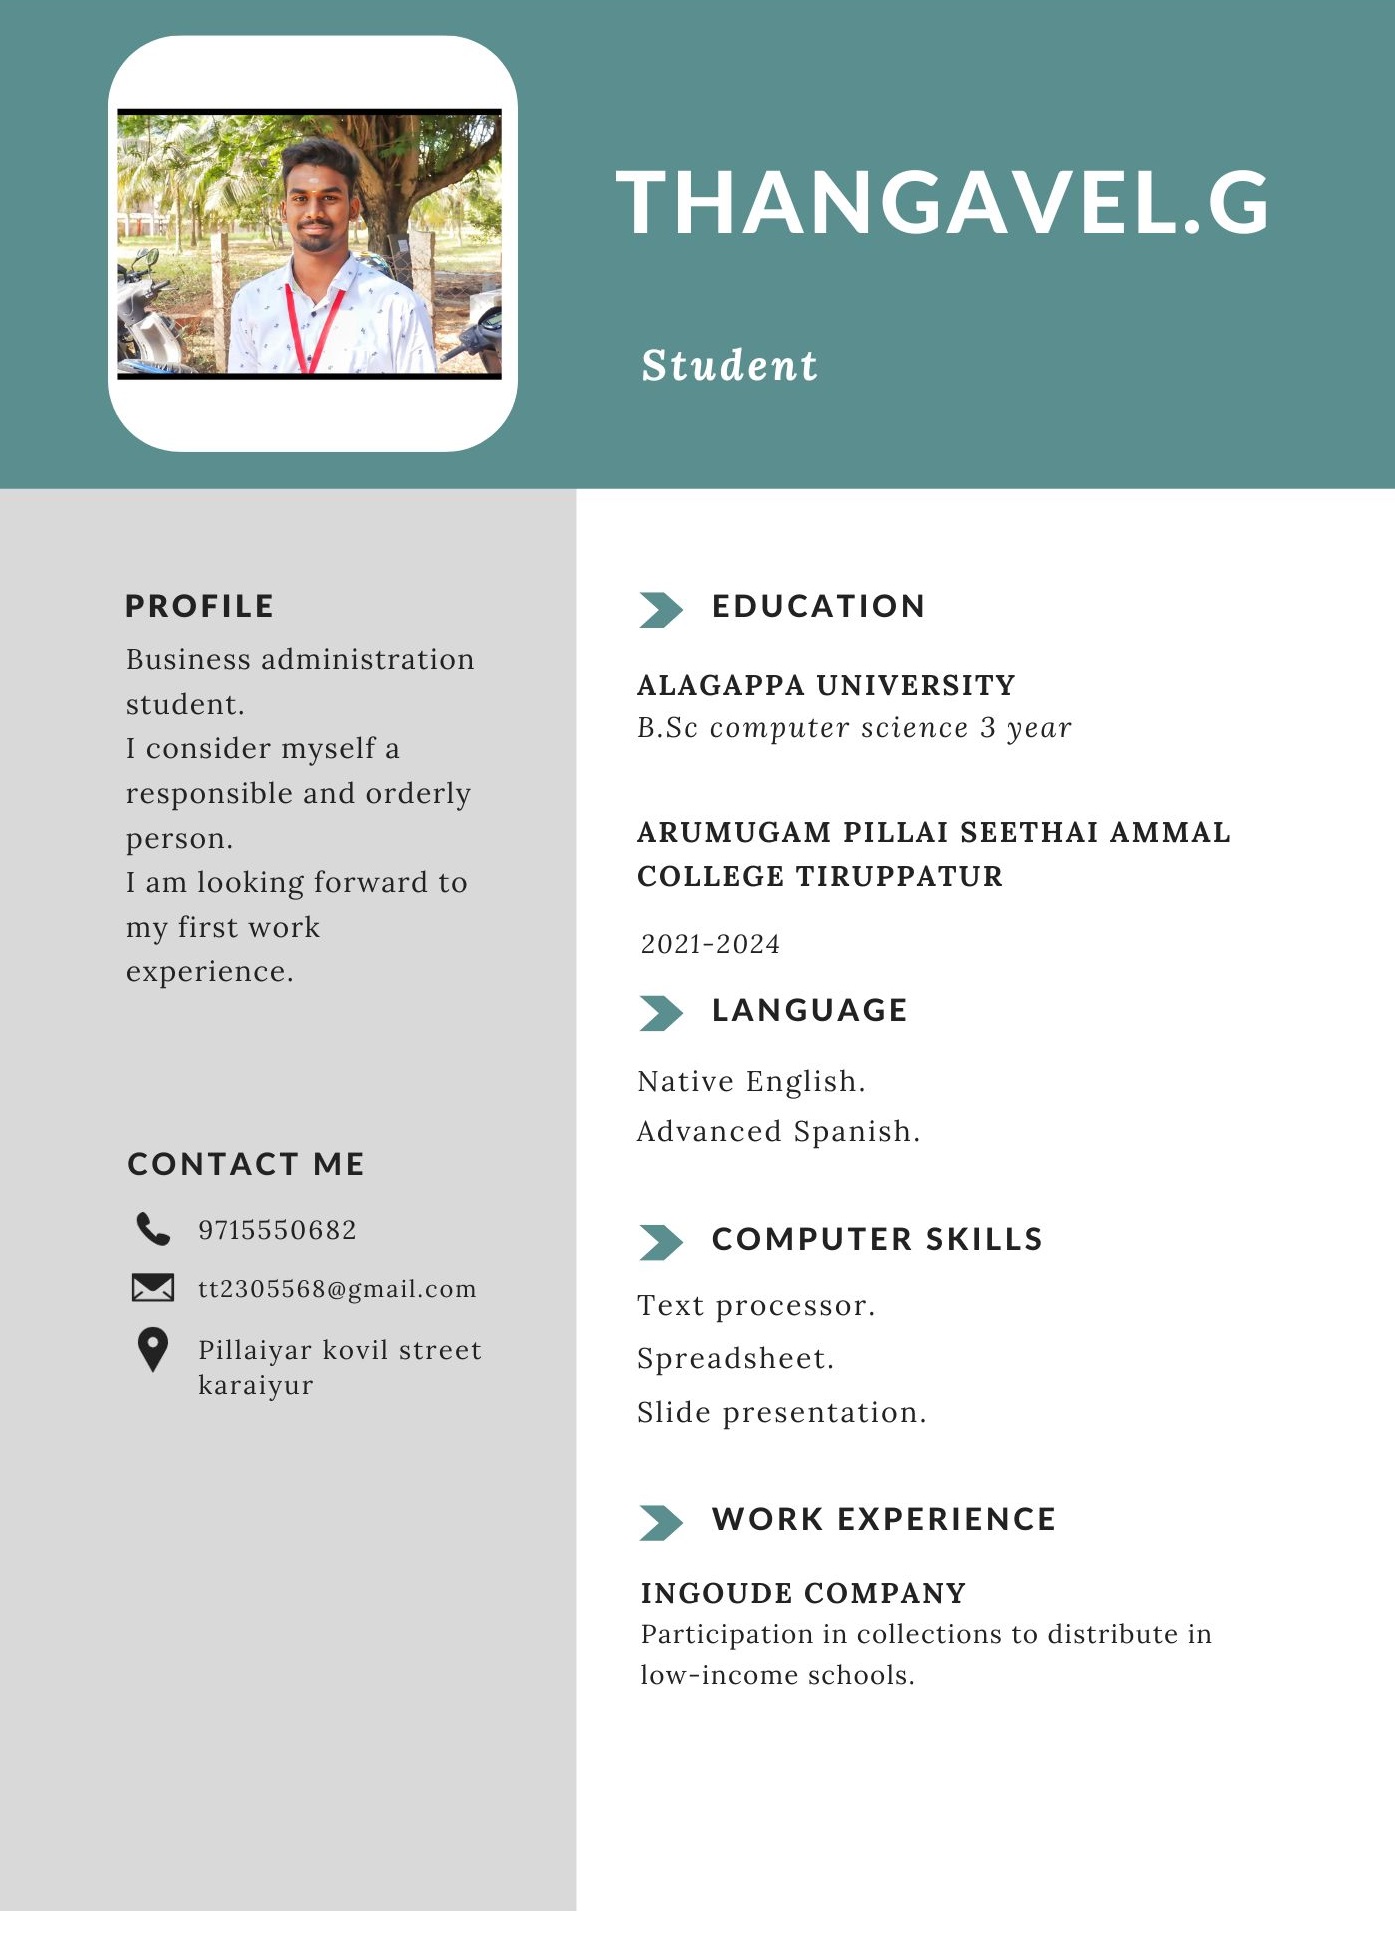 THANGAVEL.G
Student
PROFILE
Business administration
student.
I consider myself a
responsible and orderly
person.
I am looking forward to
my first work
experience.
CONTACT ME
9715550682
tt2305568@gmail.com
Pillaiyar kovil street
karaiyur
EDUCATION
ALAGAPPA UNIVERSITY
B.Sc computer science 3 year
ARUMUGAM PILLAI SEETHAI AMMAL
COLLEGE TIRUPPATUR
2021-2024
LANGUAGE
Native English.
Advanced Spanish.
COMPUTER SKILLS
Text processor.
Spreadsheet.
Slide presentation.
WORK EXPERIENCE
INGOUDE COMPANY
Participation in collections to distribute in
low-income schools.